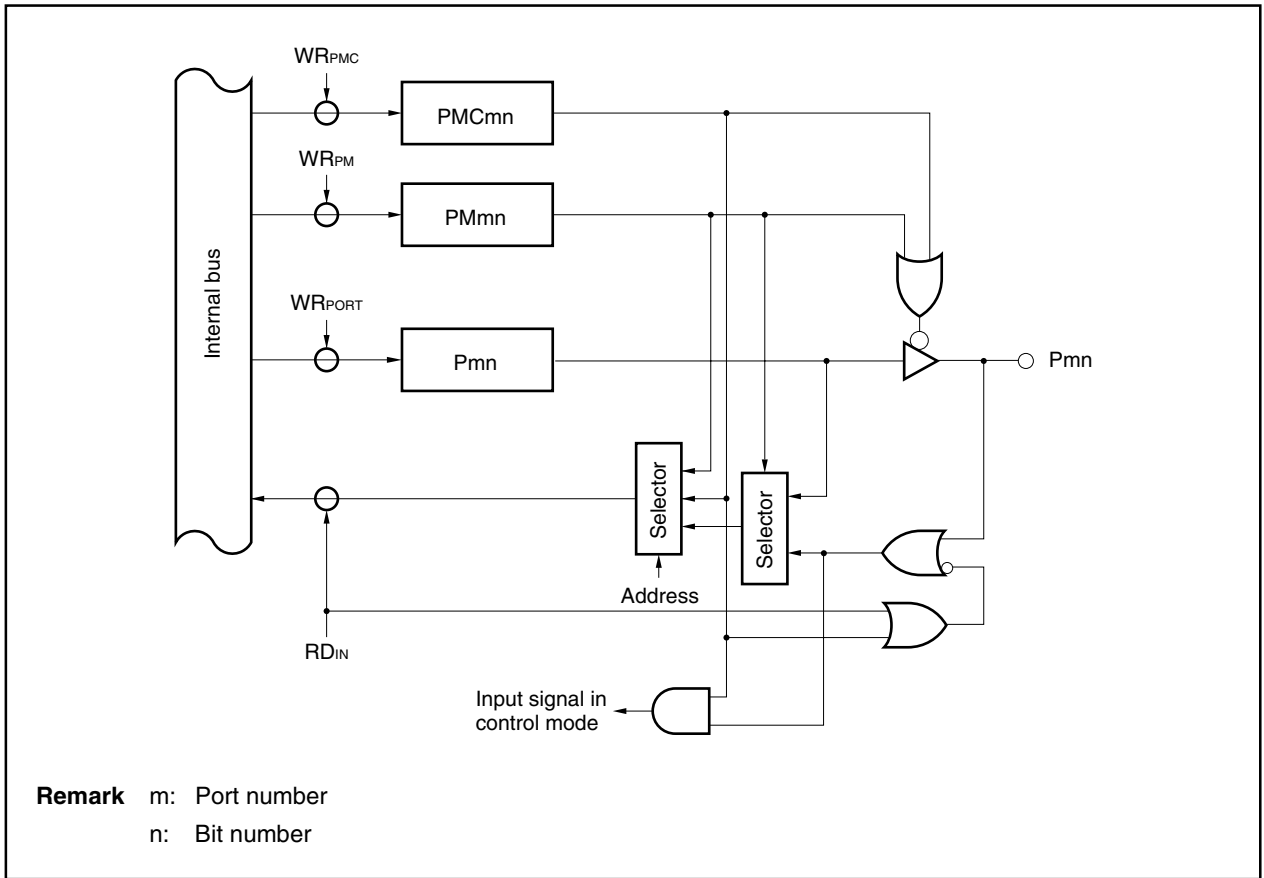 WRPMC
PMCmn
WRPM
PMmn
Internal bus
WRPORT
Pmn
Pmn
Selector
Selector
Address
RDIN
Input signal in
control mode
Remark m: Port number
n: Bit number